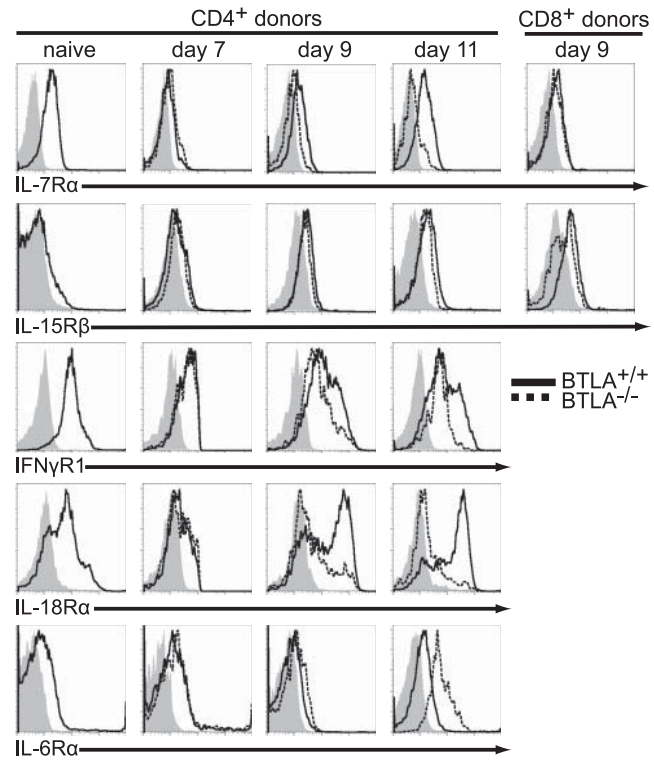 CD4+ donors CD8+ donors
naive day 7 day 9 day 11 day 9
IL-7Rα
IL-15Rβ
BTLA+/+
BTLA-/-
IFNγR1
IL-18Rα
IL-6Rα